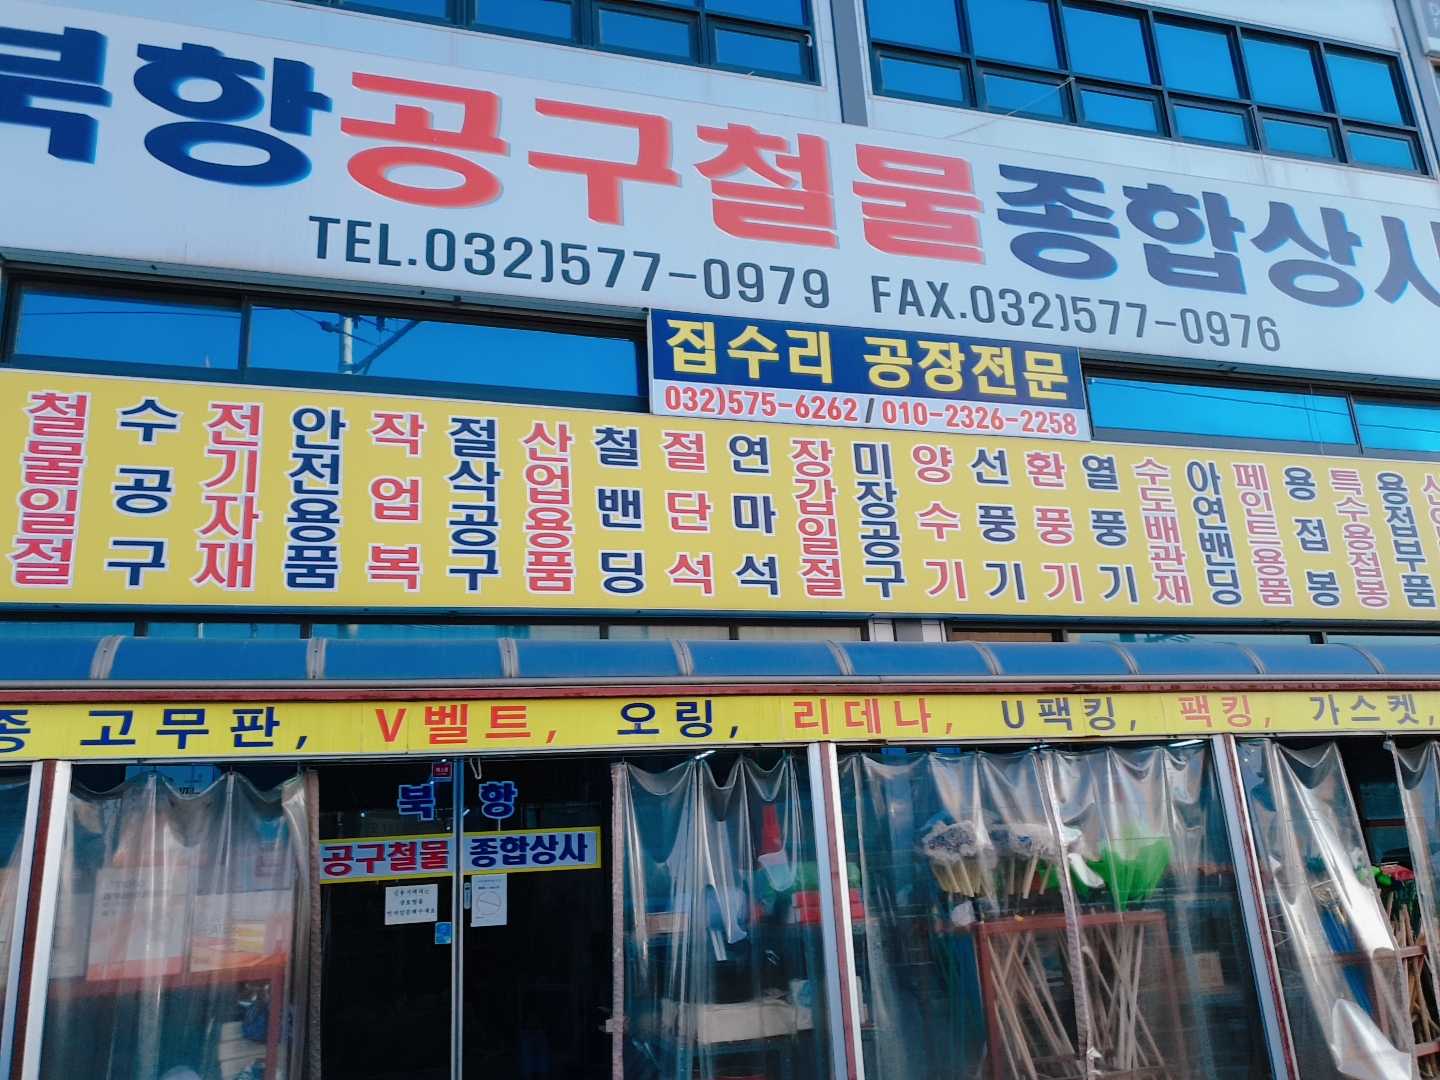 북항공구철물종합상사
TEL.032)577-0979 FAX.032)577-0976
집수리 공장전문
032)575-6262 / 010-2326-2258
철물일절
수공구
전기자재
안전용품
작업복
절삭공구
산업용품
철밴딩
절단석
연마석
장갑일절
미장공구
양수기
선풍기
환풍기
열풍기
수도배관재
아연밴딩
페인트용품
용접봉
특수용접봉
용접부품
종 고무판, V벨트, 오링, 리데나, U팩킹, 팩킹, 가스켓,
북항
공구철물 종합상사